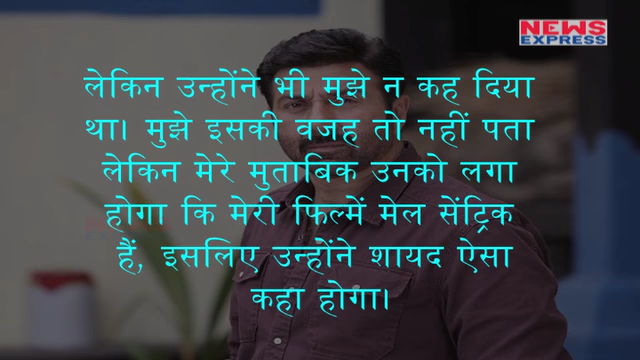 NEWS
EXPRESS
लेकिन उन्होंने भी मुझे न कह दिया
था। मुझे इसकी वजह तो नहीं पता
लेकिन मेरे मुताबिक उनको लगा
होगा कि मेरी फिल्में मेल सेंट्रिक
हैं, इसलिए उन्होंने शायद ऐसा
कहा होगा।